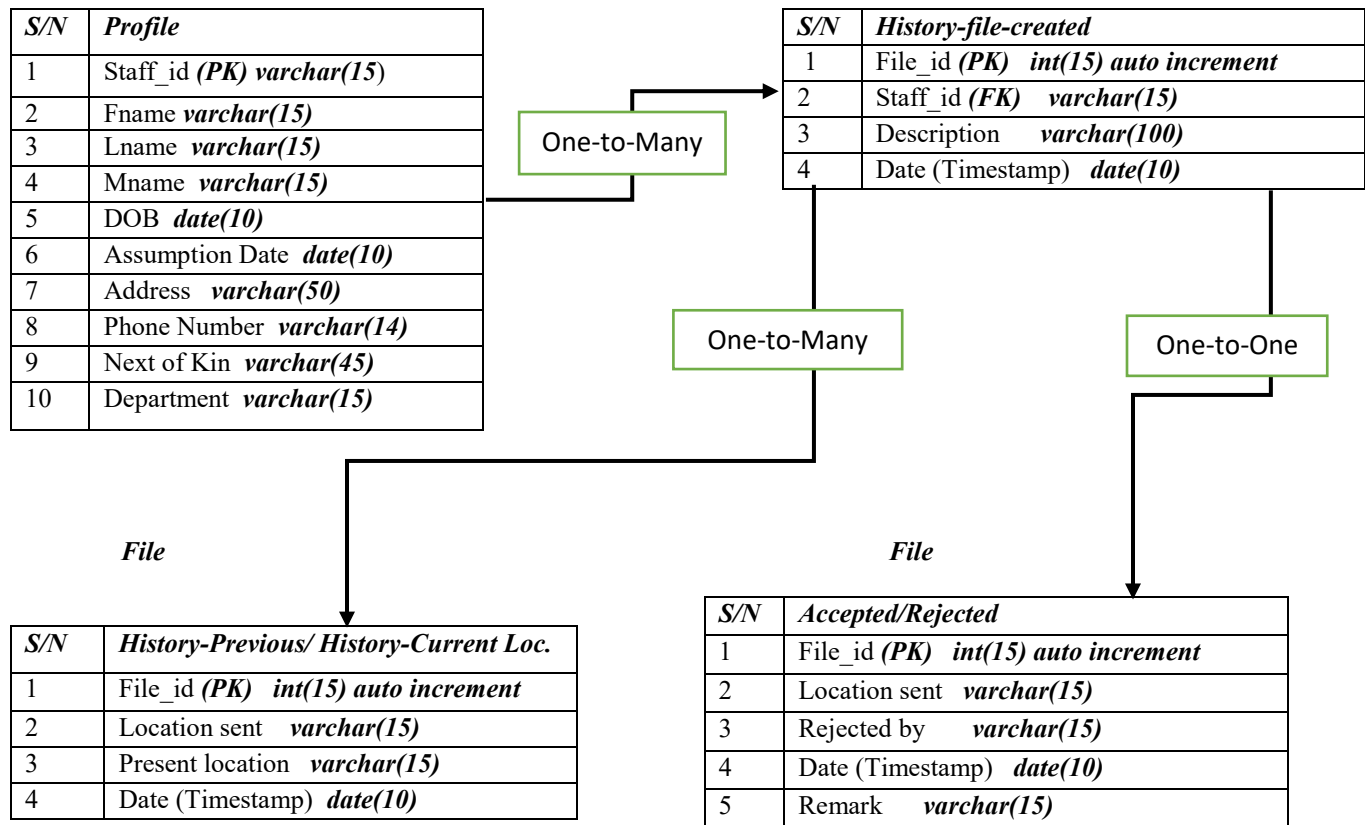 S/N Profile
1 Staff_id (PK) varchar(15)
2 Fname varchar(15)
3 Lname varchar(15)
4 Mname varchar(15)
5 DOB date(10)
6 Assumption Date date(10)
7 Address varchar(50)
8 Phone Number varchar(14)
9 Next of Kin varchar(45)
10 Department varchar(15)
One-to-Many
S/N History-file-created
1 File_id (PK) int(15) auto increment
2 Staff_id (FK) varchar(15)
3 Description varchar(100)
4 Date (Timestamp) date(10)
One-to-Many
One-to-One
File
S/N History-Previous/ History-Current Loc.
1 File_id (PK) int(15) auto increment
2 Location sent varchar(15)
3 Present location varchar(15)
4 Date (Timestamp) date(10)
File
S/N Accepted/Rejected
1 File_id (PK) int(15) auto increment
2 Location sent varchar(15)
3 Rejected by varchar(15)
4 Date (Timestamp) date(10)
5 Remark varchar(15)